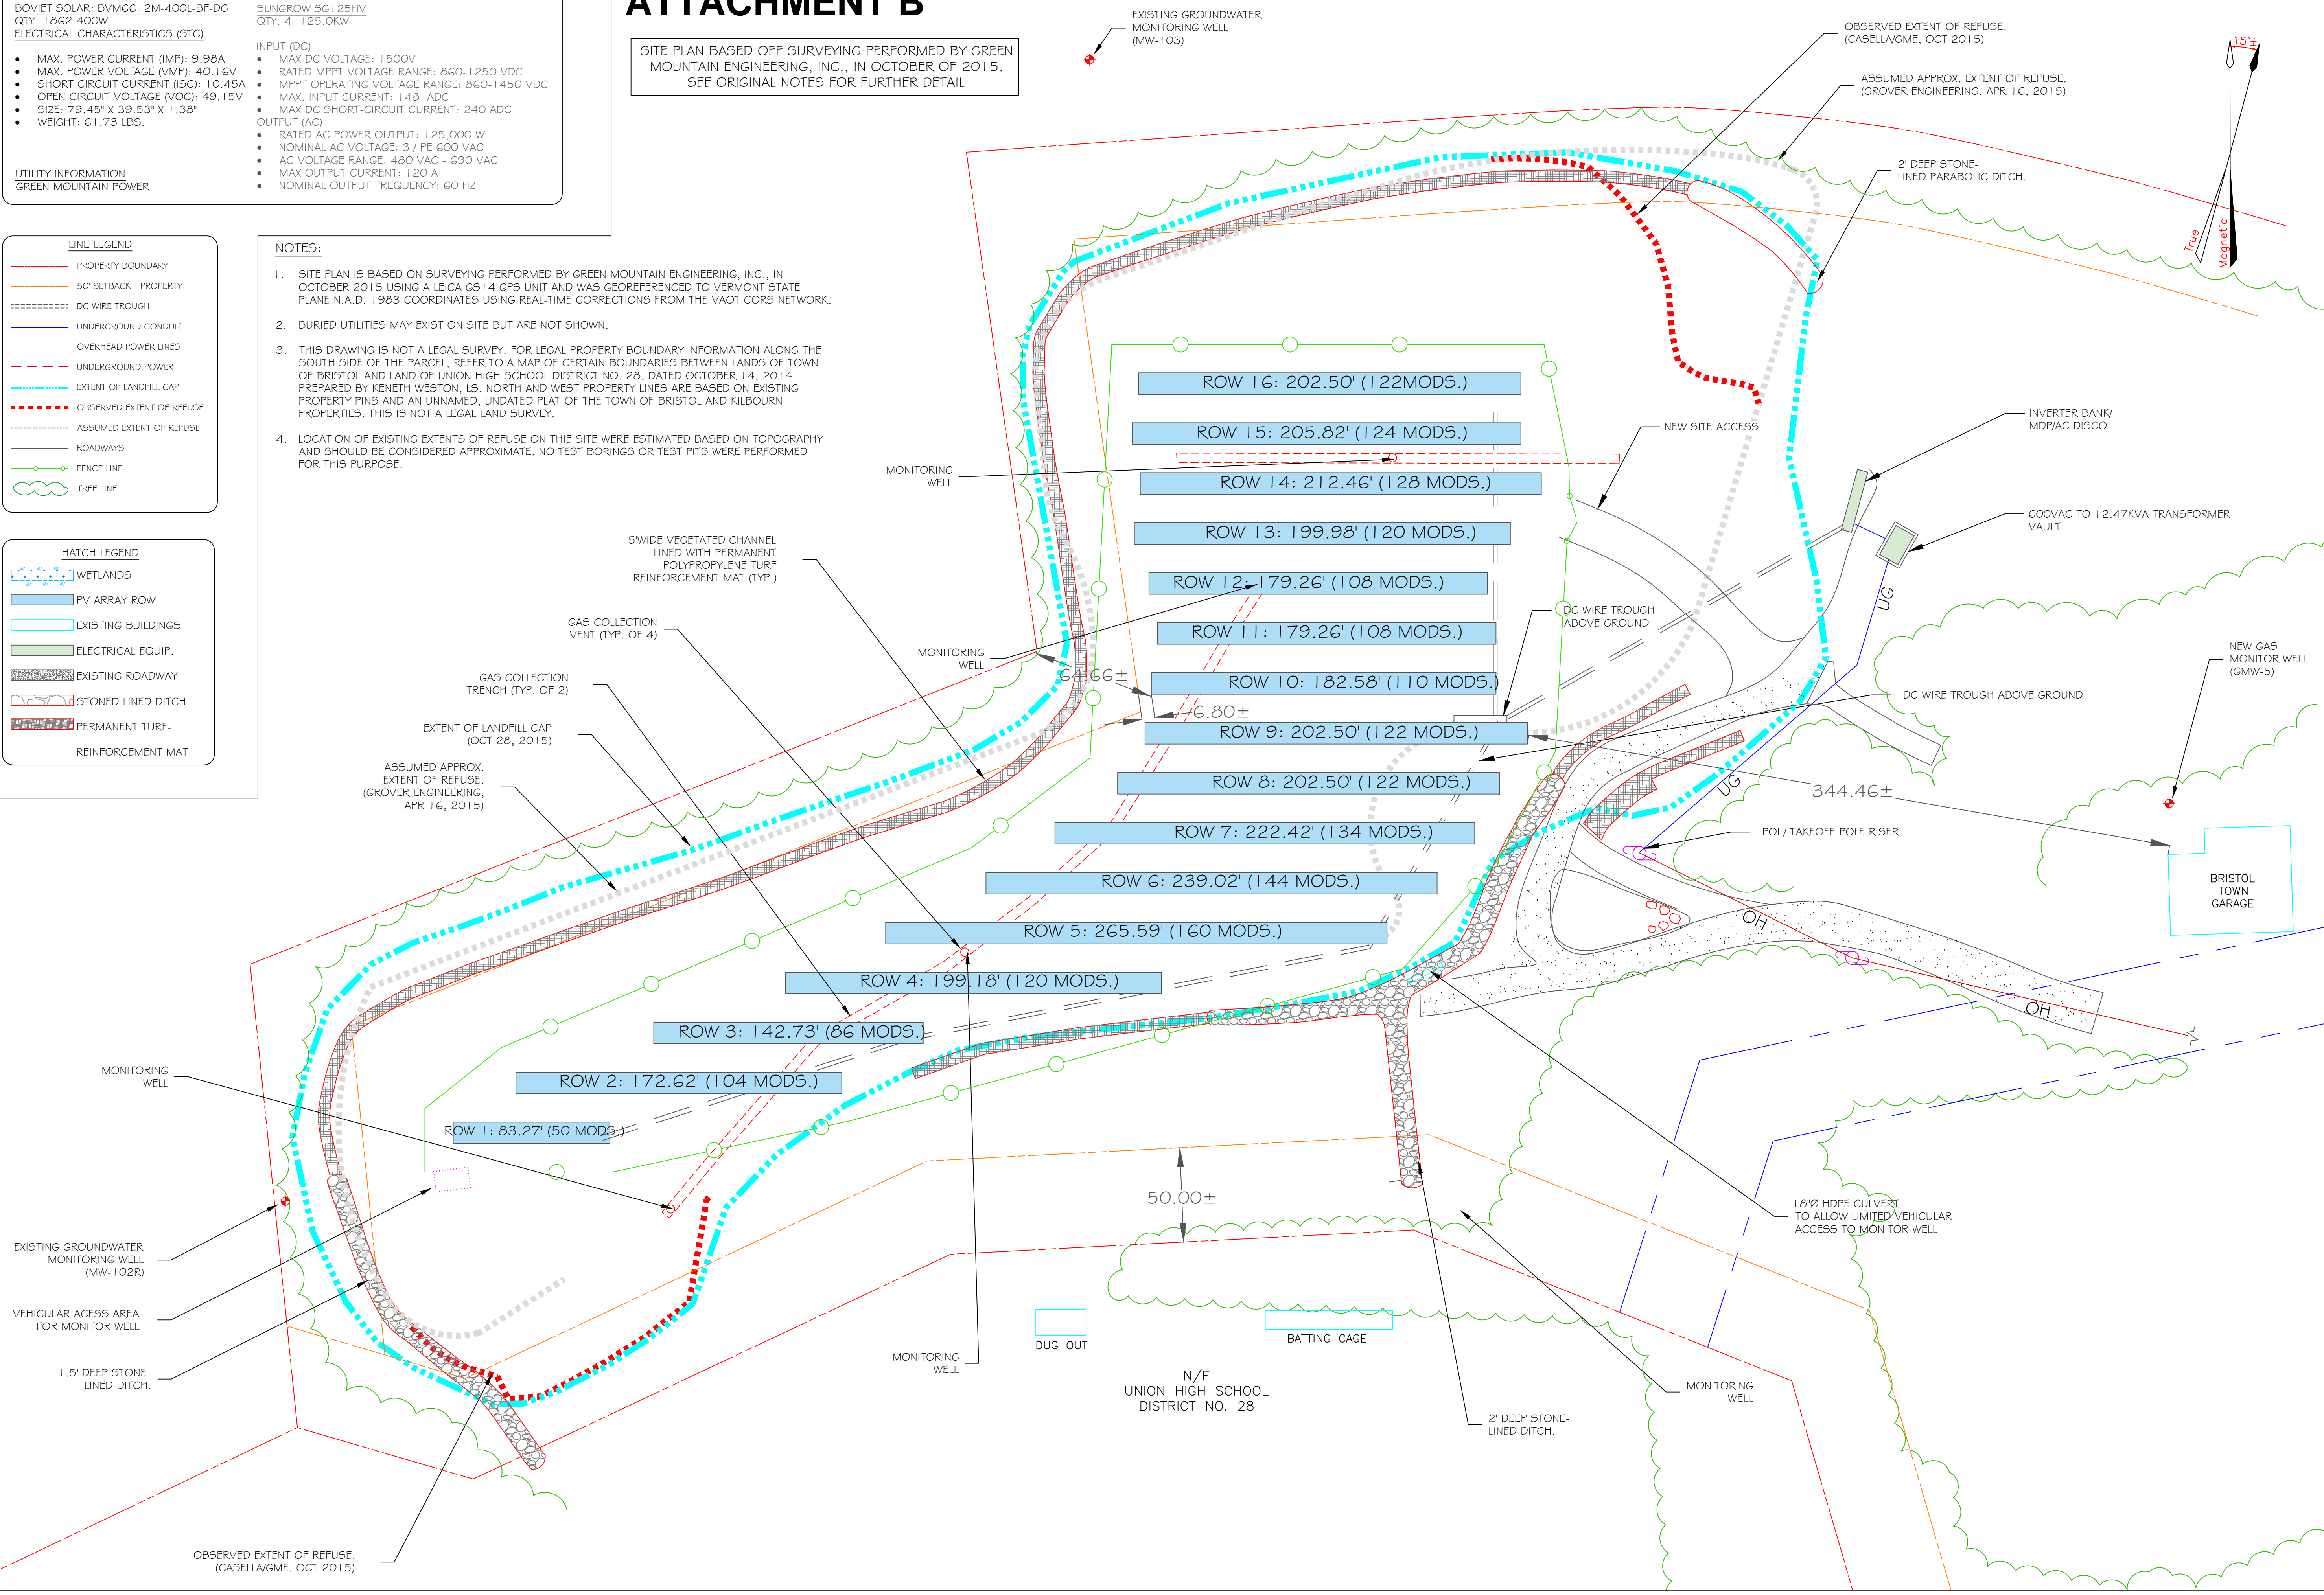 ATTACHMENT B
BOVIET SOLAR: BVM6612M-400L-BF-DG
QTY. 1862 400W
ELECTRICAL CHARACTERISTICS (STC)
• MAX. POWER CURRENT (IMP): 9.98A
• MAX. POWER VOLTAGE (VMP): 40.16V
• SHORT CIRCUIT CURRENT (ISC): 10.45A
• OPEN CIRCUIT VOLTAGE (VOC): 49.15V
• SIZE: 79.45" X 39.53" X 1.38"
• WEIGHT: 61.73 LBS.
UTILITY INFORMATION
GREEN MOUNTAIN POWER
SUNGROW SG125HV
QTY. 4 125.0KW
INPUT (DC)
• MAX DC VOLTAGE: 1500V
• RATED MPPT VOLTAGE RANGE: 860-1250 VDC
• MPPT OPERATING VOLTAGE RANGE: 860-1450 VDC
• MAX. INPUT CURRENT: 148 ADC
• MAX DC SHORT-CIRCUIT CURRENT: 240 ADC
OUTPUT (AC)
• RATED AC POWER OUTPUT: 125,000 W
• NOMINAL AC VOLTAGE: 3 / PE 600 VAC
• AC VOLTAGE RANGE: 480 VAC - 690 VAC
• MAX OUTPUT CURRENT: 120 A
• NOMINAL OUTPUT FREQUENCY: 60 HZ
SITE PLAN BASED OFF SURVEYING PERFORMED BY GREEN
MOUNTAIN ENGINEERING, INC., IN OCTOBER OF 2015.
SEE ORIGINAL NOTES FOR FURTHER DETAIL
LINE LEGEND
PROPERTY BOUNDARY
50' SETBACK - PROPERTY
DC WIRE TROUGH
UNDERGROUND CONDUIT
OVERHEAD POWER LINES
UNDERGROUND POWER
EXTENT OF LANDFILL CAP
OBSERVED EXTENT OF REFUSE
ASSUMED EXTENT OF REFUSE
ROADWAYS
FENCE LINE
TREE LINE
HATCH LEGEND
W W W
W W W
WETLANDS
PV ARRAY ROW
EXISTING BUILDINGS
ELECTRICAL EQUIP.
EXISTING ROADWAY
STONED LINED DITCH
PERMANENT TURF-
REINFORCEMENT MAT
NOTES:
1. SITE PLAN IS BASED ON SURVEYING PERFORMED BY GREEN MOUNTAIN ENGINEERING, INC., IN
OCTOBER 2015 USING A LEICA GS14 GPS UNIT AND WAS GEOREFERENCED TO VERMONT STATE
PLANE N.A.D. 1983 COORDINATES USING REAL-TIME CORRECTIONS FROM THE VAOT CORS NETWORK.
2. BURIED UTILITIES MAY EXIST ON SITE BUT ARE NOT SHOWN.
3. THIS DRAWING IS NOT A LEGAL SURVEY. FOR LEGAL PROPERTY BOUNDARY INFORMATION ALONG THE
SOUTH SIDE OF THE PARCEL, REFER TO A MAP OF CERTAIN BOUNDARIES BETWEEN LANDS OF TOWN
OF BRISTOL AND LAND OF UNION HIGH SCHOOL DISTRICT NO. 28, DATED OCTOBER 14, 2014
PREPARED BY KENETH WESTON, LS. NORTH AND WEST PROPERTY LINES ARE BASED ON EXISTING
PROPERTY PINS AND AN UNNAMED, UNDATED PLAT OF THE TOWN OF BRISTOL AND KILBOURN
PROPERTIES. THIS IS NOT A LEGAL LAND SURVEY.
4. LOCATION OF EXISTING EXTENTS OF REFUSE ON THIE SITE WERE ESTIMATED BASED ON TOPOGRAPHY
AND SHOULD BE CONSIDERED APPROXIMATE. NO TEST BORINGS OR TEST PITS WERE PERFORMED
FOR THIS PURPOSE.
EXISTING GROUNDWATER
MONITORING WELL
(MW-103)
OBSERVED EXTENT OF REFUSE.
(CASELLA/GME, OCT 2015)
ASSUMED APPROX. EXTENT OF REFUSE.
(GROVER ENGINEERING, APR 16, 2015)
2' DEEP STONE-
LINED PARABOLIC DITCH.
15°±
True
Magnetic
ROW 16: 202.50' (122MODS.)
ROW 15: 205.82' (124 MODS.)
ROW 14: 212.46' (128 MODS.)
ROW 13: 199.98' (120 MODS.)
ROW 12: 179.26' (108 MODS.)
ROW 11: 179.26' (108 MODS.)
ROW 10: 182.58' (110 MODS.)
ROW 9: 202.50' (122 MODS.)
ROW 8: 202.50' (122 MODS.)
ROW 7: 222.42' (134 MODS.)
ROW 6: 239.02' (144 MODS.)
ROW 5: 265.59' (160 MODS.)
ROW 4: 199.18' (120 MODS.)
ROW 3: 142.73' (86 MODS.)
ROW 2: 172.62' (104 MODS.)
ROW 1: 83.27' (50 MODS.)
NEW SITE ACCESS
INVERTER BANK/
MDP/AC DISCO
600VAC TO 12.47KVA TRANSFORMER
VAULT
MONITORING
WELL
5'WIDE VEGETATED CHANNEL
LINED WITH PERMANENT
POLYPROPYLENE TURF
REINFORCEMENT MAT (TYP.)
DC WIRE TROUGH
ABOVE GROUND
UG
GAS COLLECTION
VENT (TYP. OF 4)
MONITORING
WELL
64.66±
6.80±
NEW GAS
MONITOR WELL
(GMW-5)
GAS COLLECTION
TRENCH (TYP. OF 2)
DC WIRE TROUGH ABOVE GROUND
EXTENT OF LANDFILL CAP
(OCT 28, 2015)
ASSUMED APPROX.
EXTENT OF REFUSE.
(GROVER ENGINEERING,
APR 16, 2015)
UG
344.46±
POI / TAKEOFF POLE RISER
BRISTOL
TOWN
GARAGE
OH
OH
MONITORING
WELL
50.00±
18"Ø HDPE CULVERT
TO ALLOW LIMITED VEHICULAR
ACCESS TO MONITOR WELL
EXISTING GROUNDWATER
MONITORING WELL
(MW-102R)
VEHICULAR ACESS AREA
FOR MONITOR WELL
1.5' DEEP STONE-
LINED DITCH.
DUG OUT
BATTING CAGE
MONITORING
WELL
N/F
UNION HIGH SCHOOL
DISTRICT NO. 28
MONITORING
WELL
2' DEEP STONE-
LINED DITCH.
OBSERVED EXTENT OF REFUSE.
(CASELLA/GME, OCT 2015)